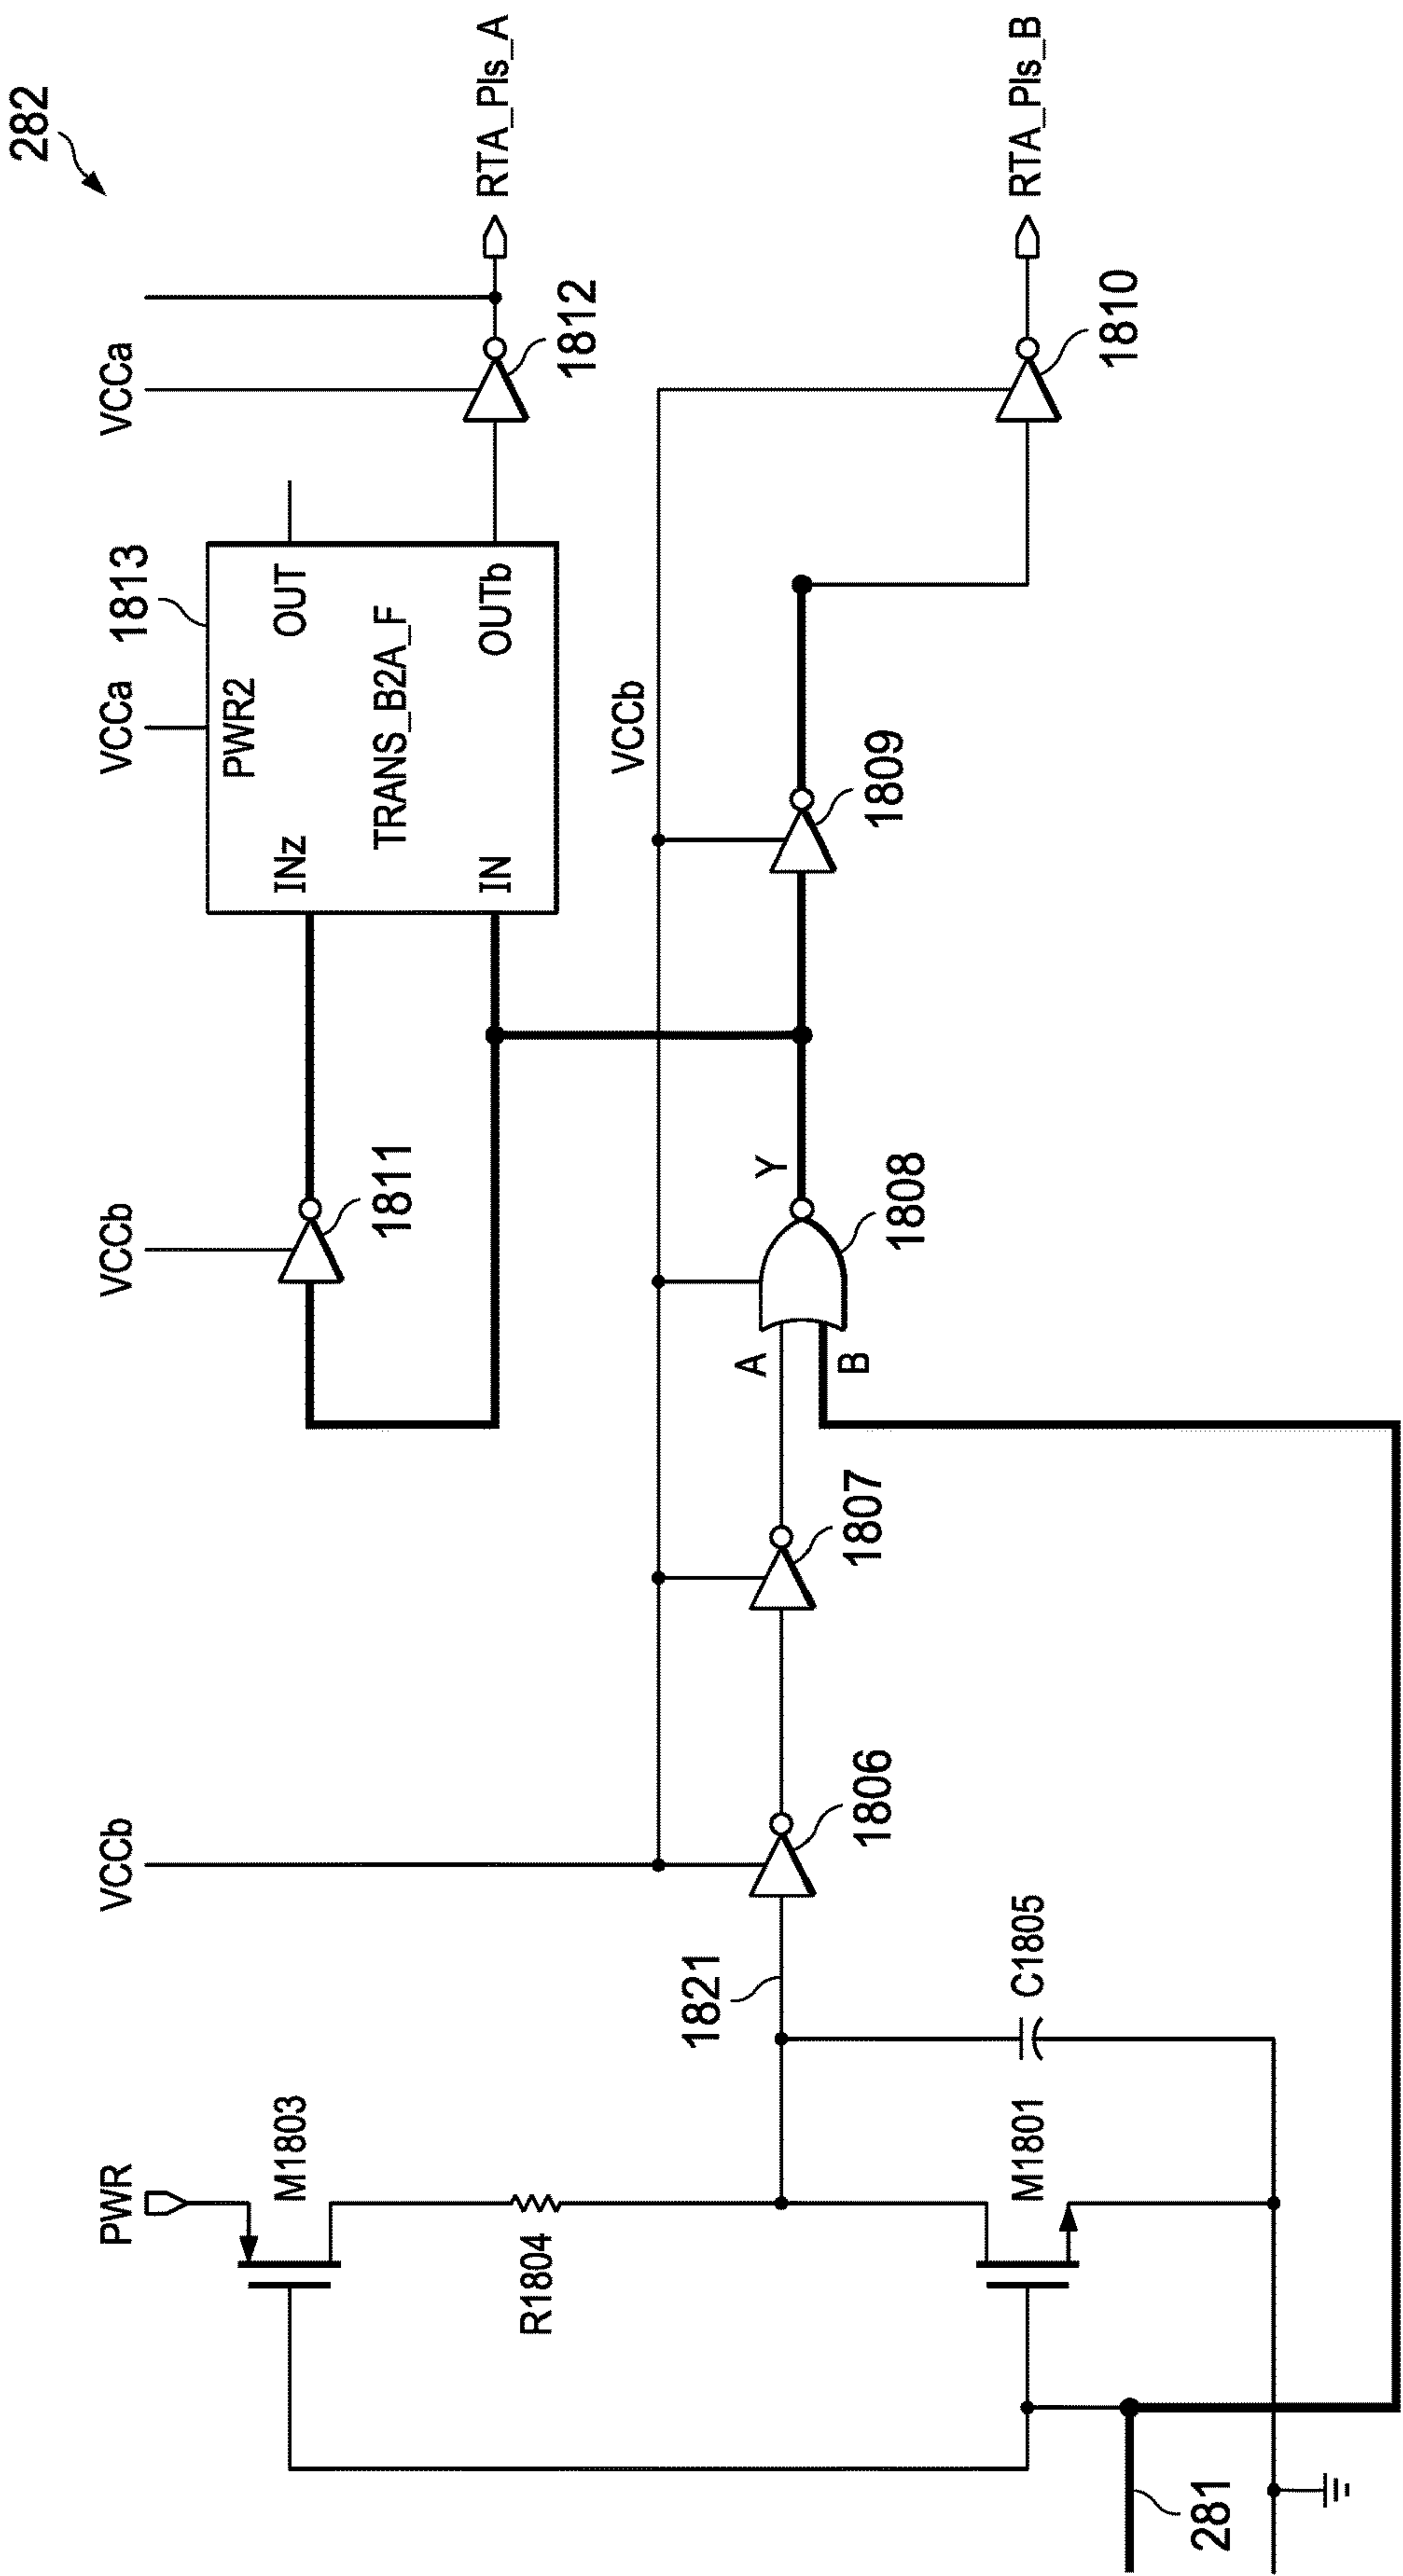 282
VCCb
VCCa
VCCa
1813
PWR2
INz
OUT
TRANS_B2A_F
IN
OUTb
1811
1812
RTA_Pls_A
PWR
M1803
R1804
VCCb
VCCb
1821
1806
1807
A
B
Y
1808
1809
1810
RTA_Pls_B
C1805
M1801
281